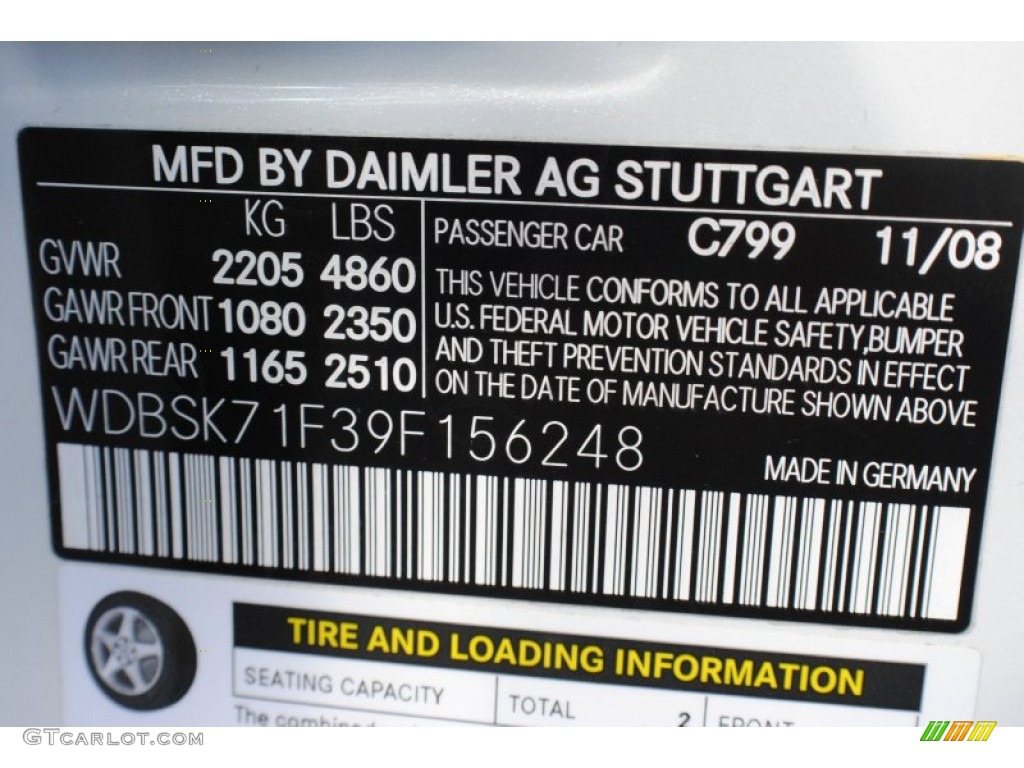 MFD BY DAIMLER AG STUTTGART
KG LBS
GVWR 2205 4860
GAWR FRONT 1080 2350
GAWR REAR 1165 2510
PASSENGER CAR C799 11/08
THIS VEHICLE CONFORMS TO ALL APPLICABLE
U.S. FEDERAL MOTOR VEHICLE SAFETY,BUMPER
AND THEFT PREVENTION STANDARDS IN EFFECT
ON THE DATE OF MANUFACTURE SHOWN ABOVE
WDBSK71F39F156248
MADE IN GERMANY
TIRE AND LOADING INFORMATION
SEATING CAPACITY
TOTAL 2 FRONT
The combined
GTCARLOT.COM